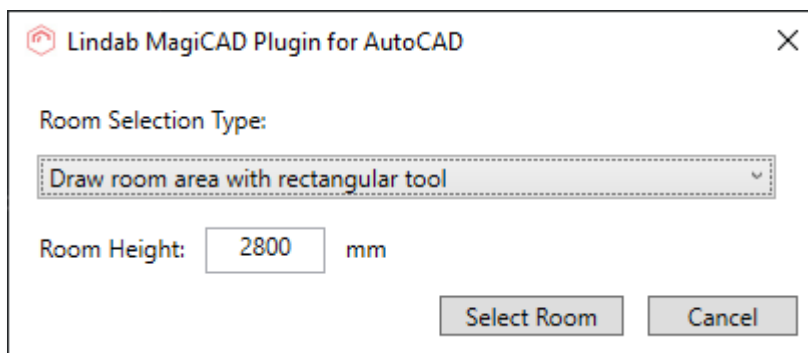 Lindab MagiCAD Plugin for AutoCAD
Room Selection Type:
Draw room area with rectangular tool
Room Height: 2800 mm
Select Room Cancel